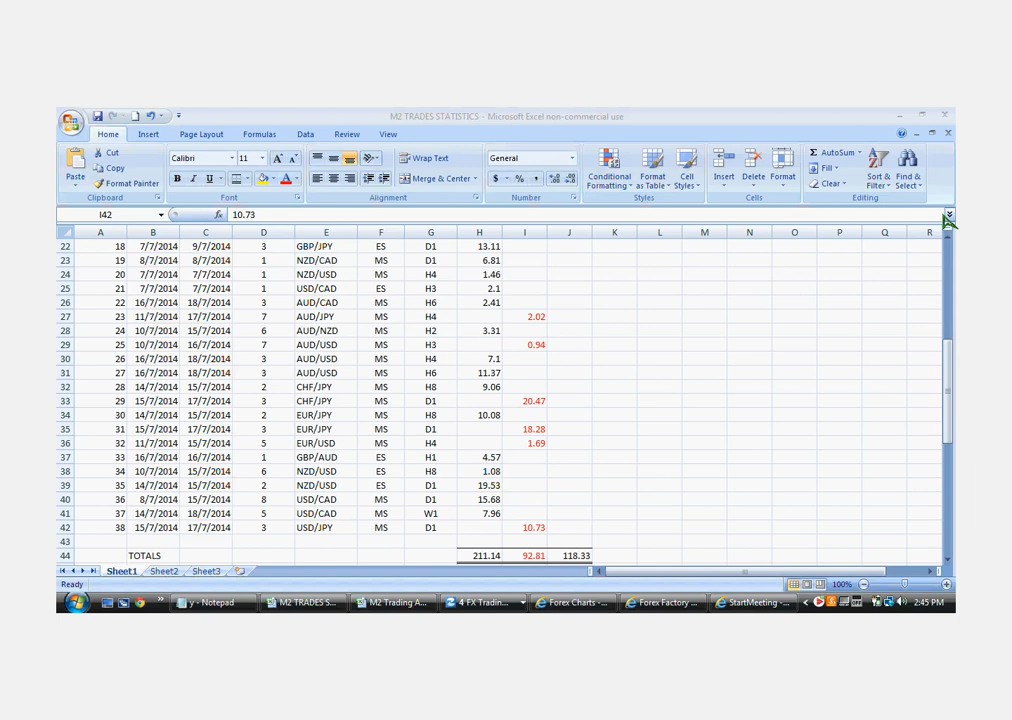 M2 TRADES STATISTICS - Microsoft Excel non-commercial use
Home Insert Page Layout Formulas Data Review View
Paste Cut Copy Format Painter Clipboard
Calibri 11 A A B I U A Font
Wrap Text Merge & Center Alignment
General $ % , .00 Number
Conditional Formatting Format as Table Cell Styles Styles
Insert Delete Format Cells
Σ AutoSum Fill Clear Sort & Filter Find & Select Editing
I42 fx 10.73
A B C D E F G H I J K L M N O P Q R
22 18 7/7/2014 9/7/2014 3 GBP/JPY ES D1 13.11
23 19 8/7/2014 8/7/2014 1 NZD/CAD MS D1 6.81
24 20 7/7/2014 7/7/2014 1 NZD/USD MS H4 1.46
25 21 7/7/2014 7/7/2014 1 USD/CAD ES H3 2.1
26 22 16/7/2014 18/7/2014 3 AUD/CAD MS H6 2.41
27 23 11/7/2014 17/7/2014 7 AUD/JPY MS H4 2.02
28 24 10/7/2014 15/7/2014 6 AUD/NZD MS H2 3.31
29 25 10/7/2014 16/7/2014 7 AUD/USD MS H3 0.94
30 26 16/7/2014 18/7/2014 3 AUD/USD MS H4 7.1
31 27 16/7/2014 18/7/2014 3 AUD/USD MS H6 11.37
32 28 14/7/2014 15/7/2014 2 CHF/JPY MS H8 9.06
33 29 15/7/2014 17/7/2014 3 CHF/JPY MS D1 20.47
34 30 14/7/2014 15/7/2014 2 EUR/JPY MS H8 10.08
35 31 15/7/2014 17/7/2014 3 EUR/JPY MS D1 18.28
36 32 11/7/2014 15/7/2014 5 EUR/USD MS H4 1.69
37 33 16/7/2014 16/7/2014 1 GBP/AUD ES H1 4.57
38 34 10/7/2014 15/7/2014 6 NZD/USD ES H8 1.08
39 35 14/7/2014 15/7/2014 2 NZD/USD ES D1 19.53
40 36 8/7/2014 15/7/2014 8 USD/CAD MS D1 15.68
41 37 14/7/2014 18/7/2014 5 USD/CAD MS W1 7.96
42 38 15/7/2014 17/7/2014 3 USD/JPY MS D1 10.73
43
44 TOTALS 211.14 92.81 118.33
Sheet1 Sheet2 Sheet3
Ready 100%
y - Notepad M2 TRADES S... M2 Trading A... 4 FX Tradin... Forex Charts -... Forex Factory ... StartMeeting -... 2:45 PM